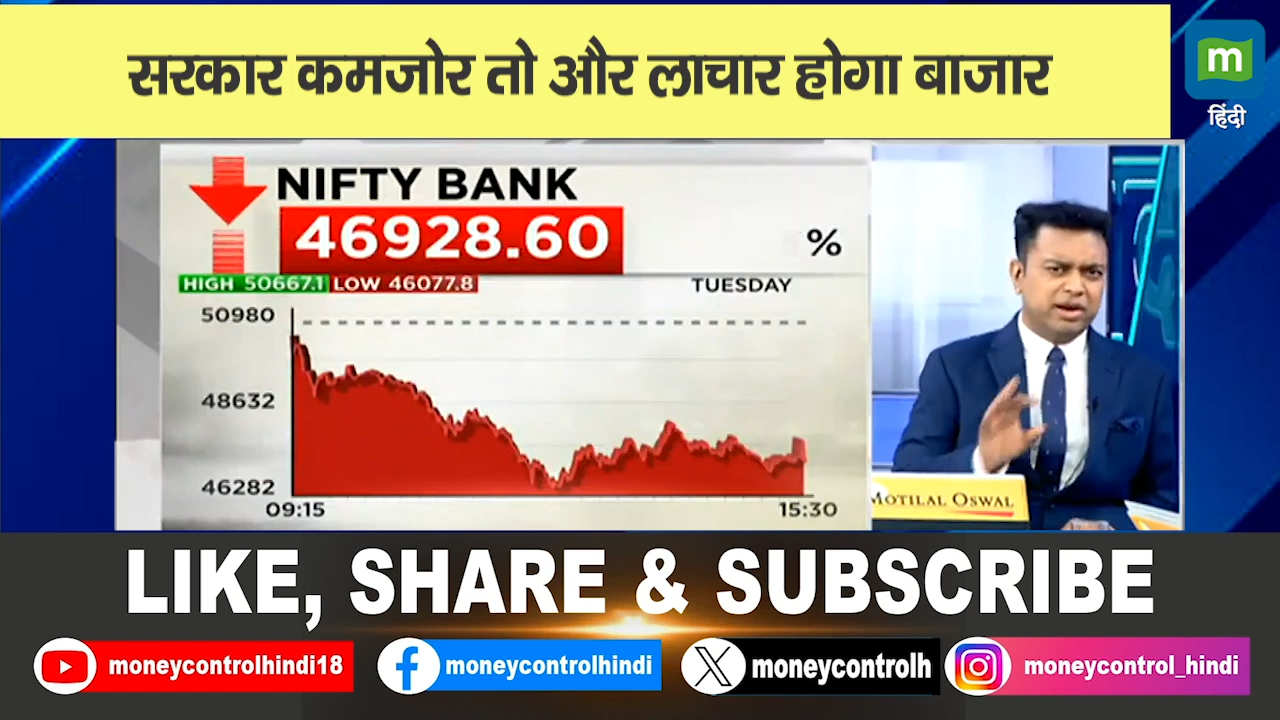 सरकार कमजोर तो और लाचार होगा बाजार
m
हिंदी
NIFTY BANK
46928.60
%
HIGH 50667.1 LOW 46077.8
TUESDAY
50980
48632
46282
09:15
15:30
MOTILAL OSWAL
LIKE, SHARE & SUBSCRIBE
moneycontrolhindi18
moneycontrolhindi
moneycontrolh
moneycontrol_hindi